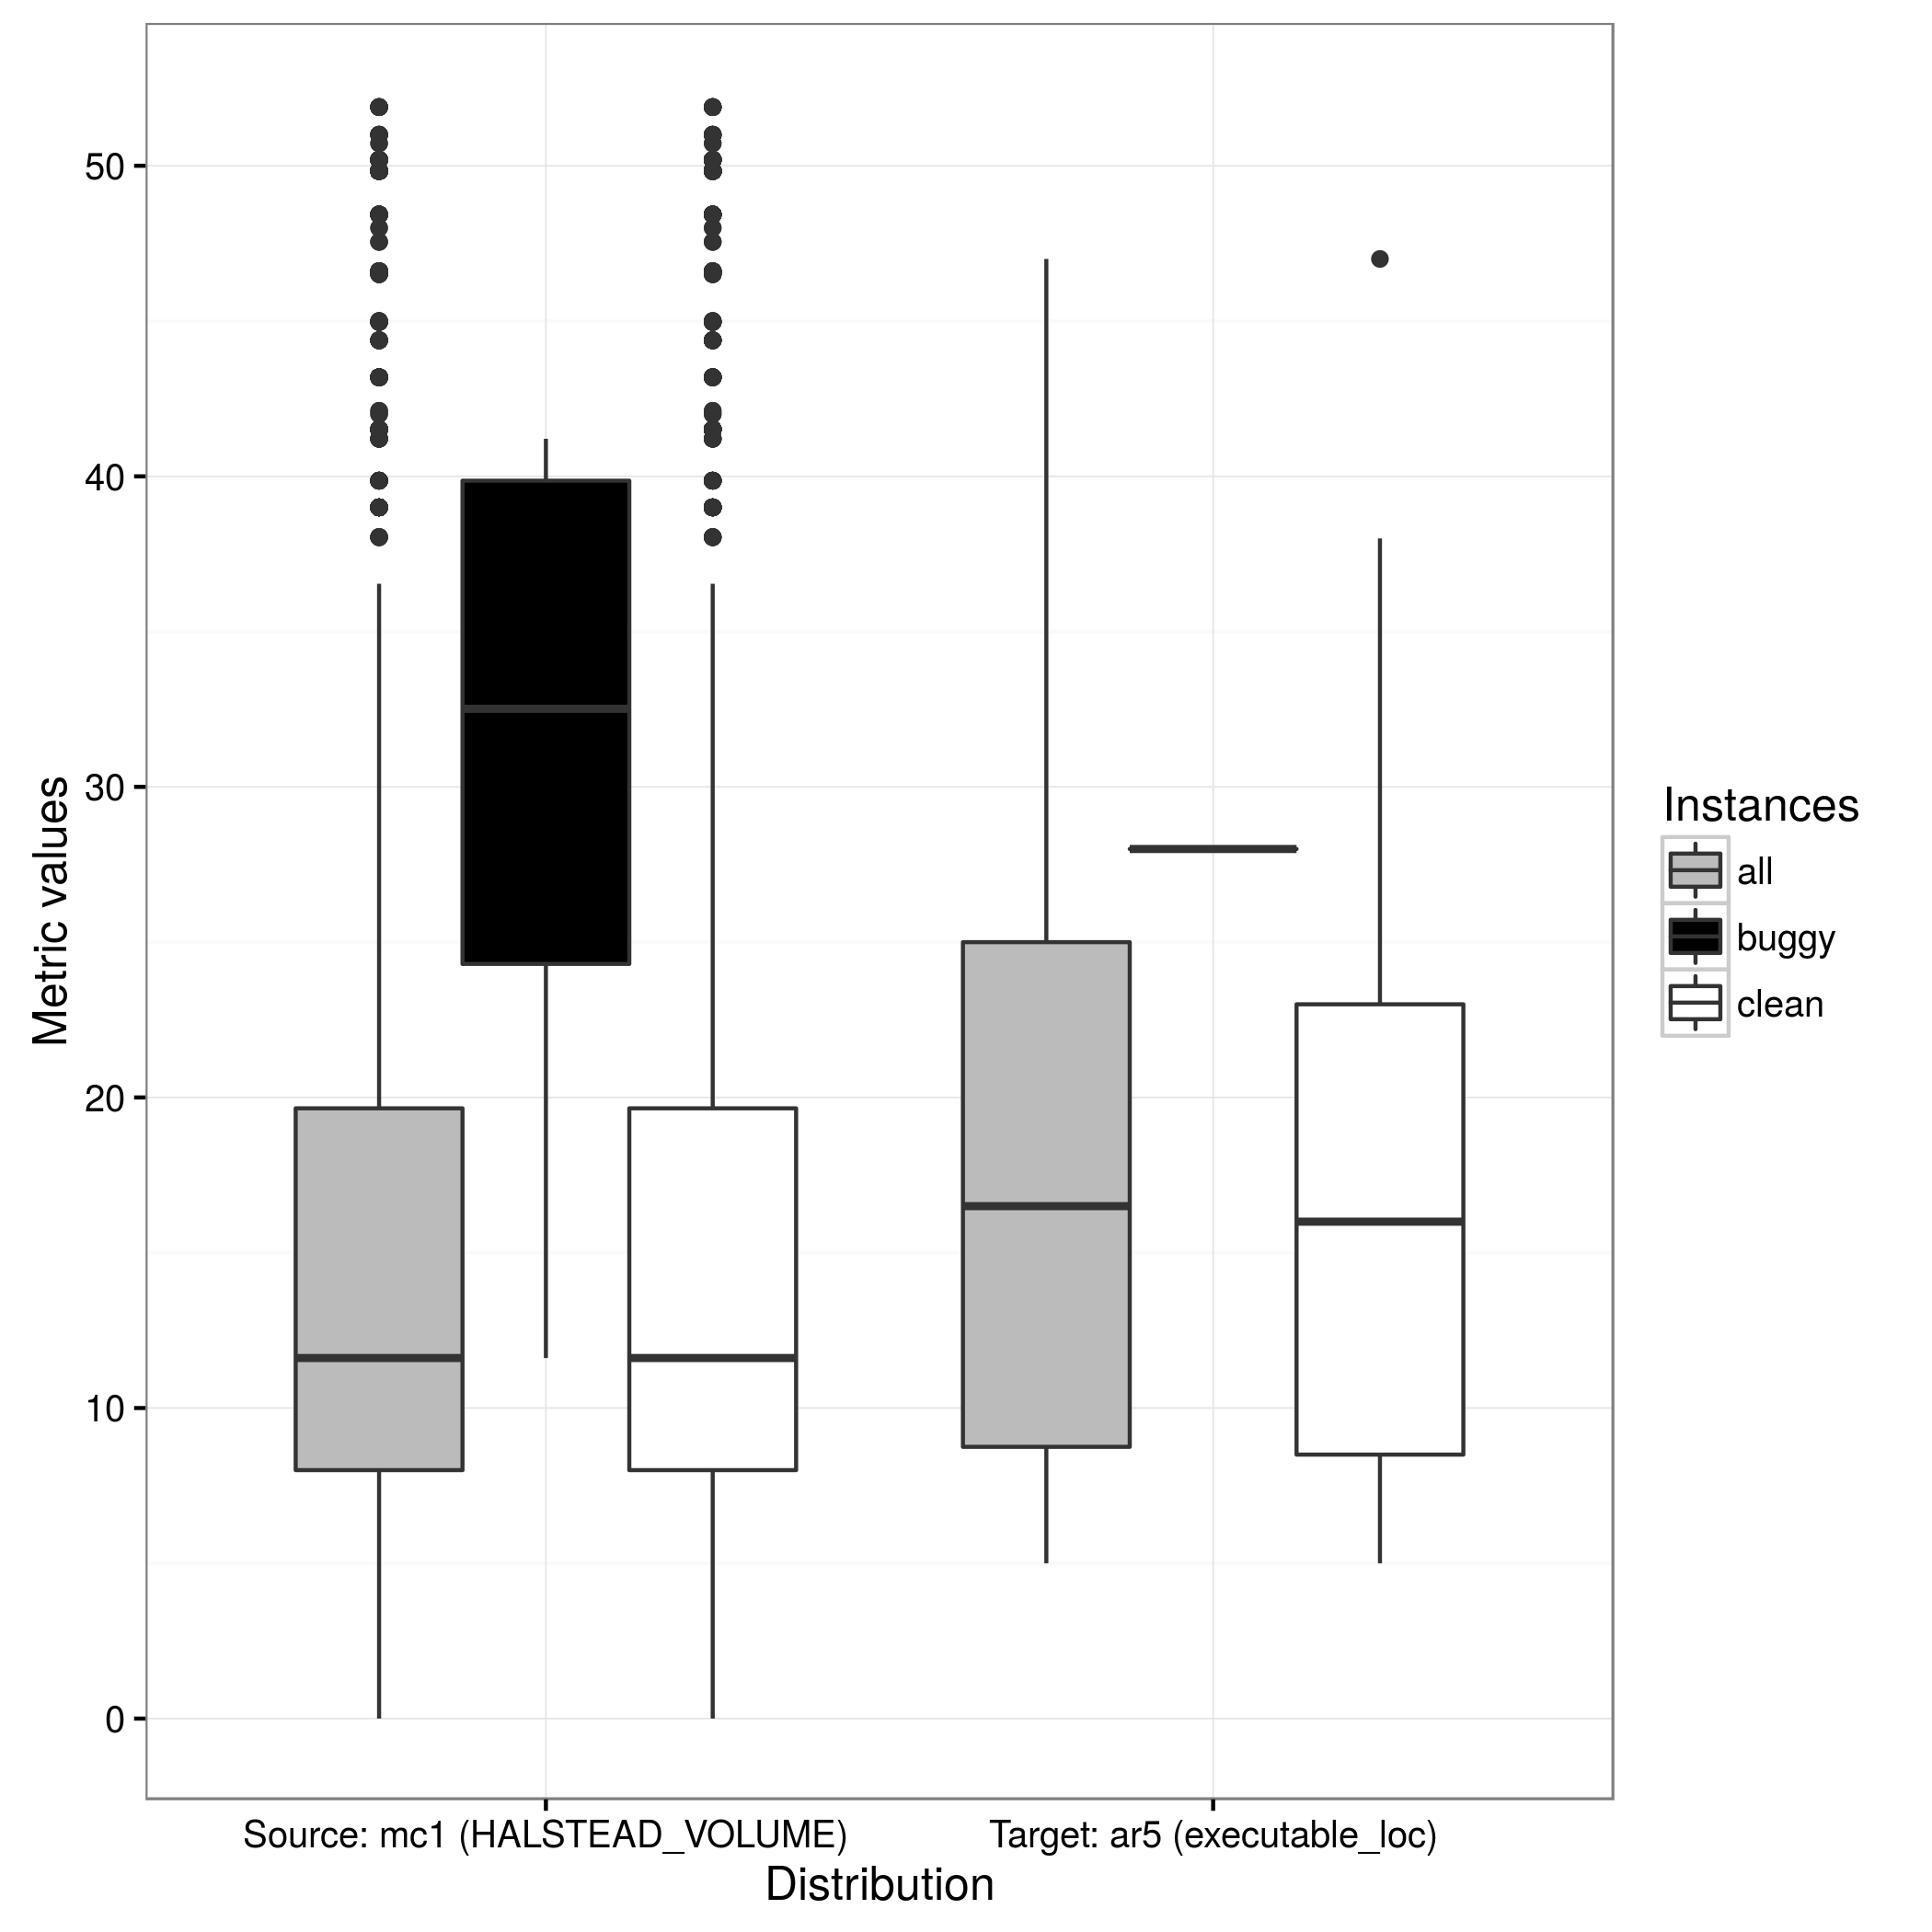 Metric values
50
40
30
20
10
0
Source: mc1 (HALSTEAD_VOLUME)
Target: ar5 (executable_loc)
Distribution
Instances
all
buggy
clean